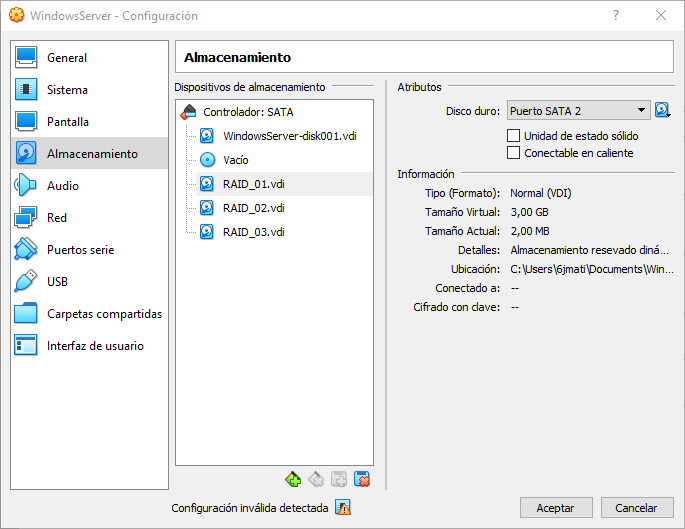 WindowsServer - Configuración
General
Sistema
Pantalla
Almacenamiento
Audio
Red
Puertos serie
USB
Carpetas compartidas
Interfaz de usuario
Almacenamiento
Dispositivos de almacenamiento
Controlador: SATA
WindowsServer-disk001.vdi
Vacío
RAID_01.vdi
RAID_02.vdi
RAID_03.vdi
Atributos
Disco duro: Puerto SATA 2
Unidad de estado sólido
Conectable en caliente
Información
Tipo (Formato): Normal (VDI)
Tamaño Virtual: 3,00 GB
Tamaño Actual: 2,00 MB
Detalles: Almacenamiento resevado diná...
Ubicación: C:\Users\6jmati\Documents\Win...
Conectado a: --
Cifrado con clave: --
Configuración inválida detectada
Aceptar
Cancelar